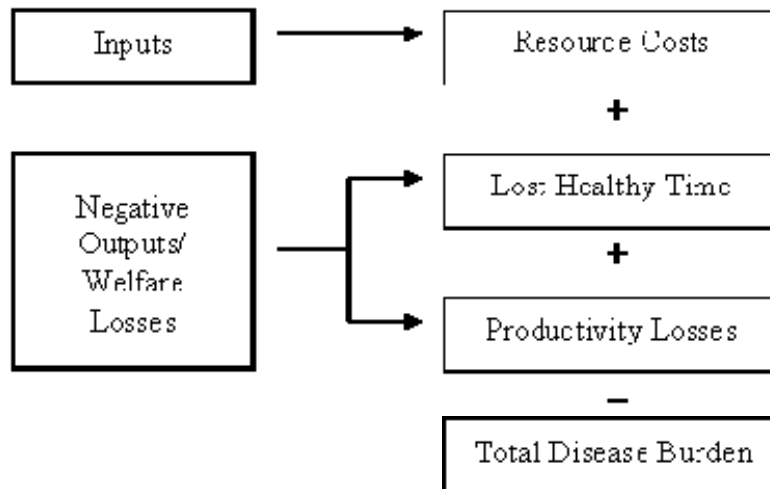 Inputs
Resource Costs
+
Negative
Outputs/
Welfare
Losses
Lost Healthy Time
+
Productivity Losses
–
Total Disease Burden